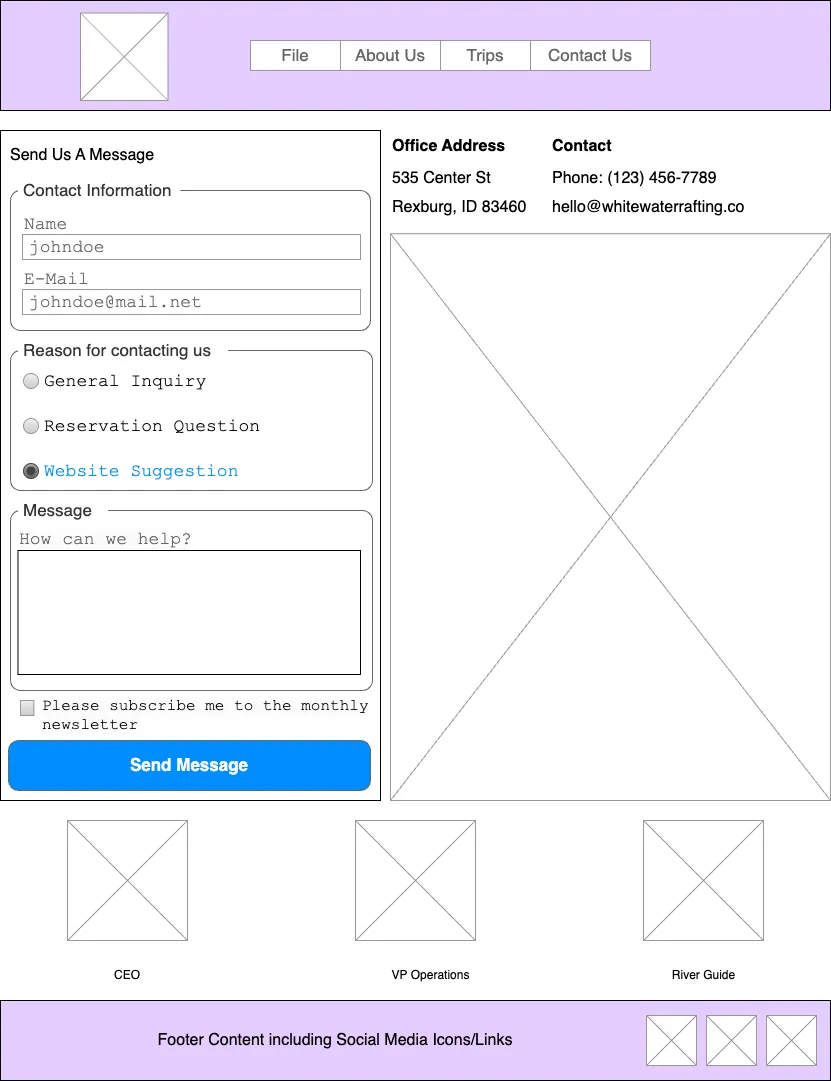 File
About Us
Trips
Contact Us
Send Us A Message
Contact Information
Name
johndoe
E-Mail
johndoe@mail.net
Reason for contacting us
General Inquiry
Reservation Question
Website Suggestion
Message
How can we help?
Please subscribe me to the monthly
newsletter
Send Message
Office Address
535 Center St
Rexburg, ID 83460
Contact
Phone: (123) 456-7789
hello@whitewaterrafting.co
CEO
VP Operations
River Guide
Footer Content including Social Media Icons/Links